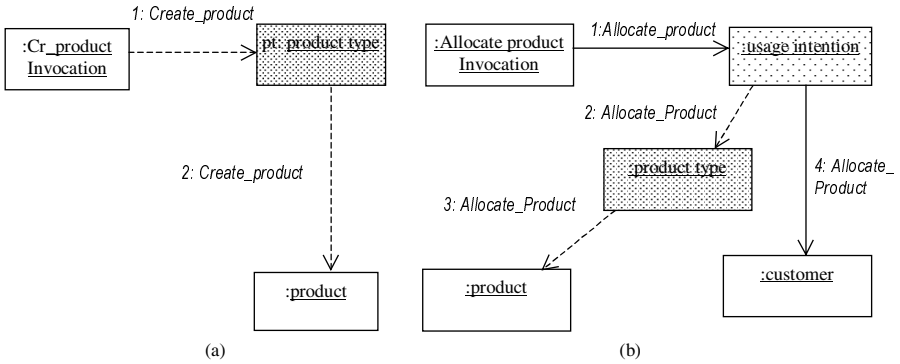 1: Create_product
:Cr_product
Invocation
pt: product type
2: Create_product
:product
(a)
:Allocate product
Invocation
1:Allocate_product
:usage intention
2: Allocate_Product
:product type
4: Allocate_
Product
3: Allocate_Product
:product
:customer
(b)